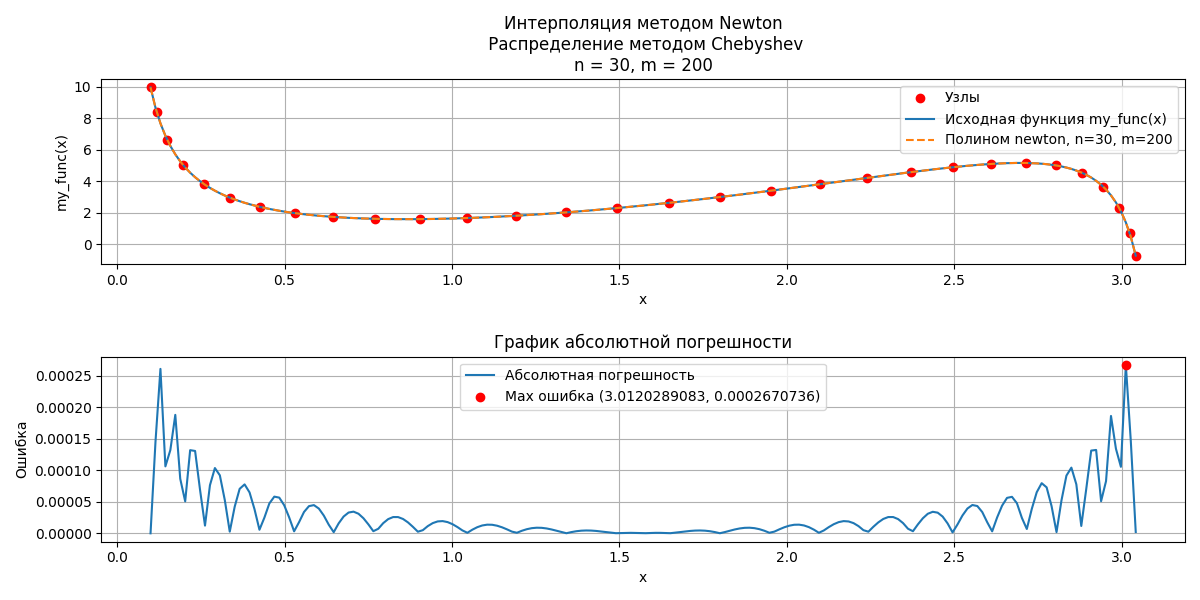 Интерполяция методом Newton
Распределение методом Chebyshev
n = 30, m = 200
10
8
6
4
2
0
my_func(x)
Узлы
Исходная функция my_func(x)
Полином newton, n=30, m=200
0.0
0.5
1.0
1.5
2.0
2.5
3.0
x
График абсолютной погрешности
0.00025
0.00020
0.00015
0.00010
0.00005
0.00000
Ошибка
Абсолютная погрешность
Max ошибка (3.0120289083, 0.0002670736)
0.0
0.5
1.0
1.5
2.0
2.5
3.0
x